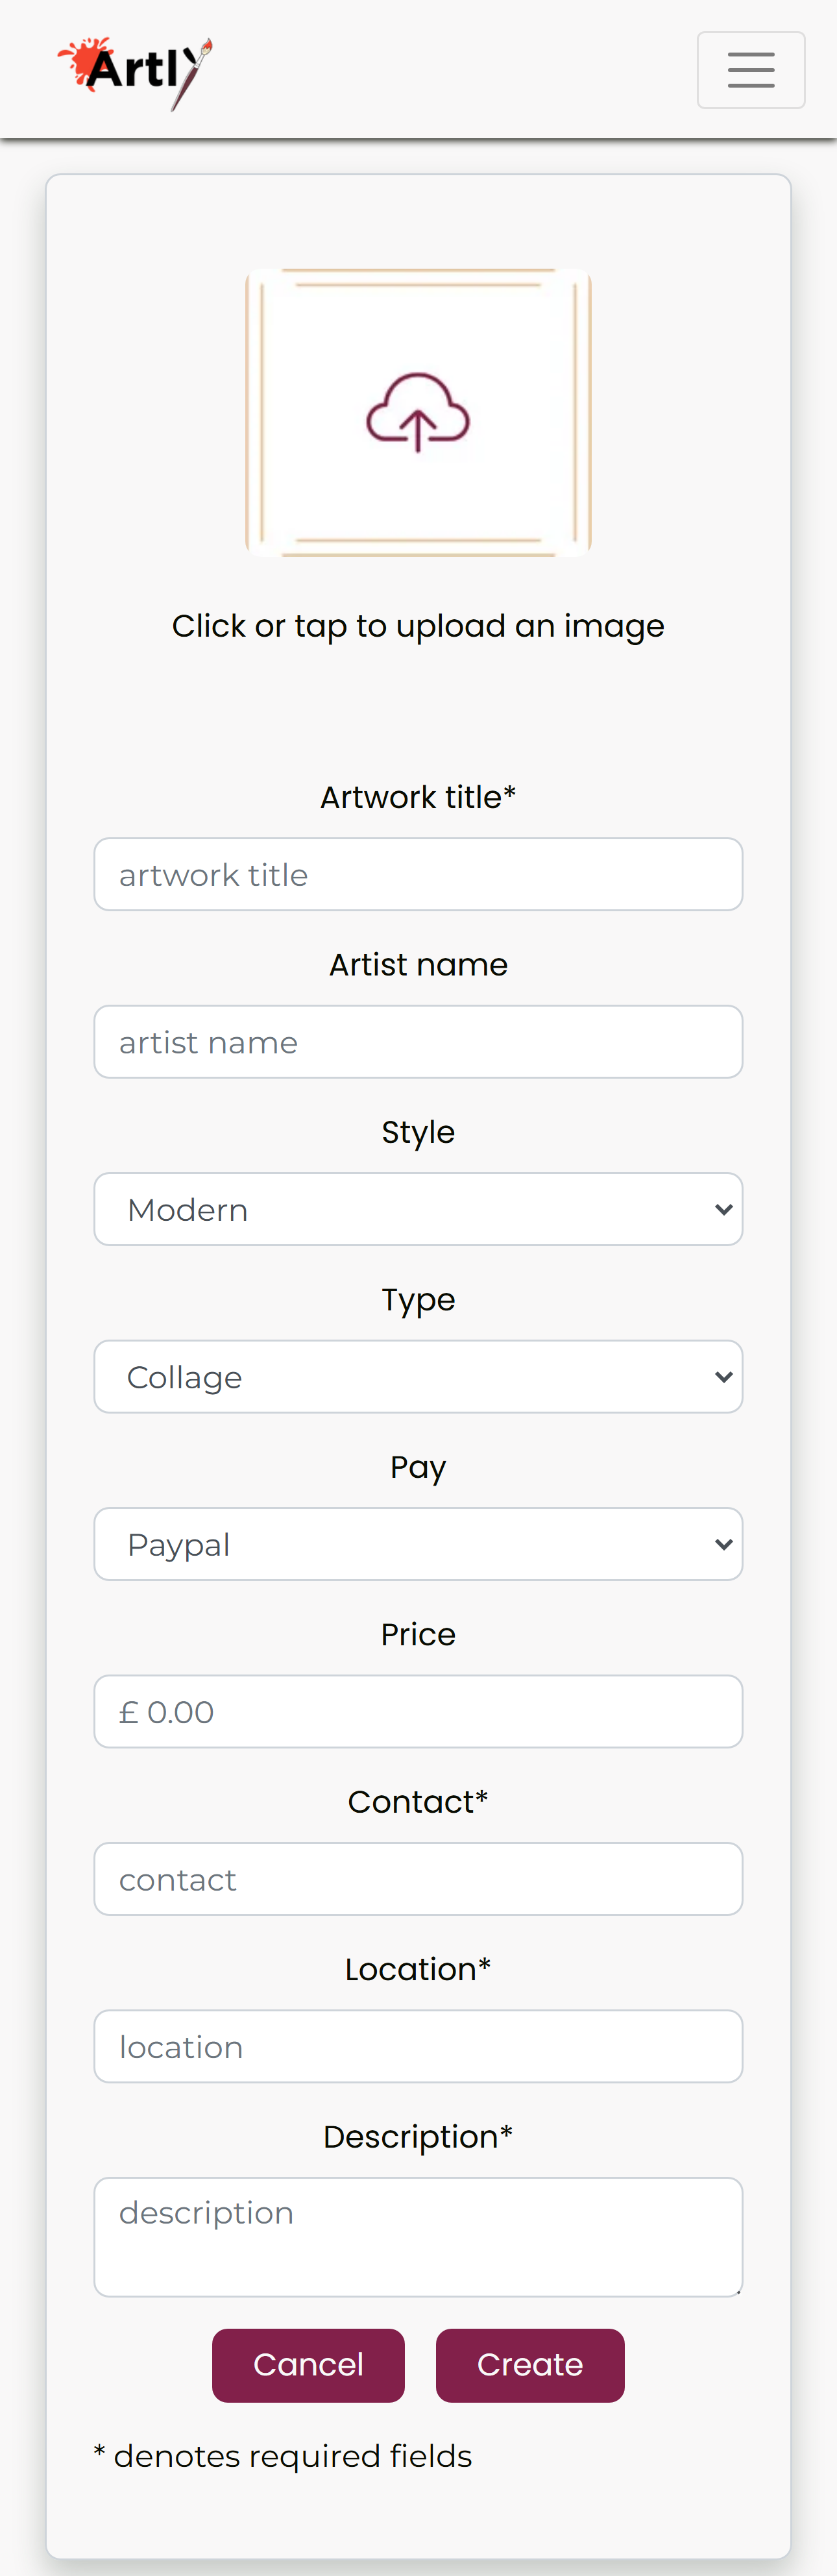 Artly
Click or tap to upload an image
Artwork title*
artwork title
Artist name
artist name
Style
Modern
Type
Collage
Pay
Paypal
Price
£ 0.00
Contact*
contact
Location*
location
Description*
description
Cancel Create
* denotes required fields